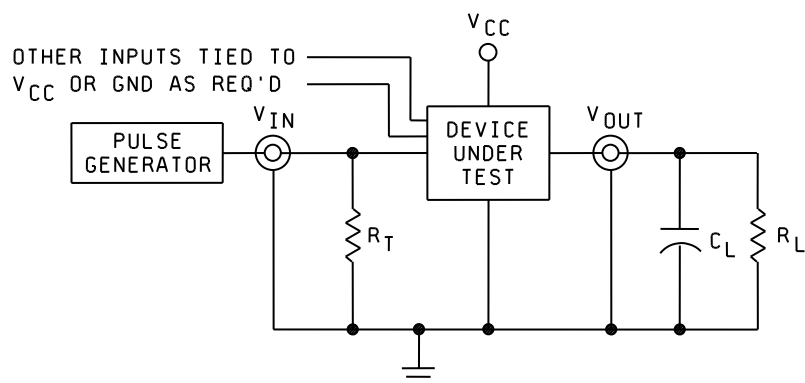 VCC
OTHER INPUTS TIED TO
VCC OR GND AS REQ'D
VIN
VOUT
PULSE
GENERATOR
DEVICE
UNDER
TEST
RT
CL
RL